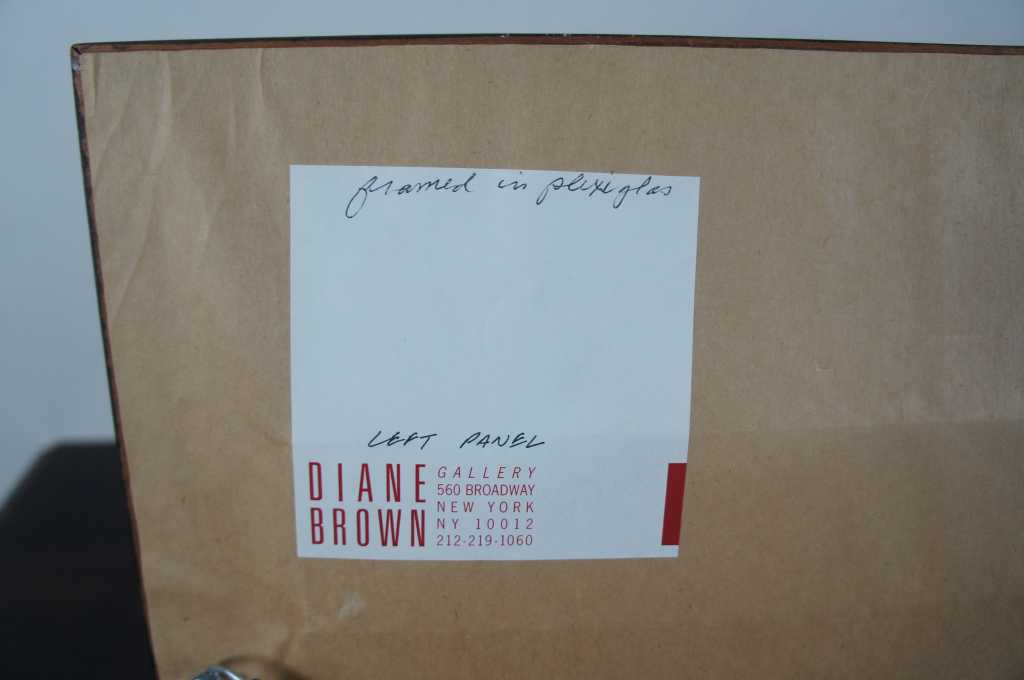 framed in plexiglas
LEFT PANEL
DIANE
BROWN
GALLERY
560 BROADWAY
NEW YORK
NY 10012
212-219-1060